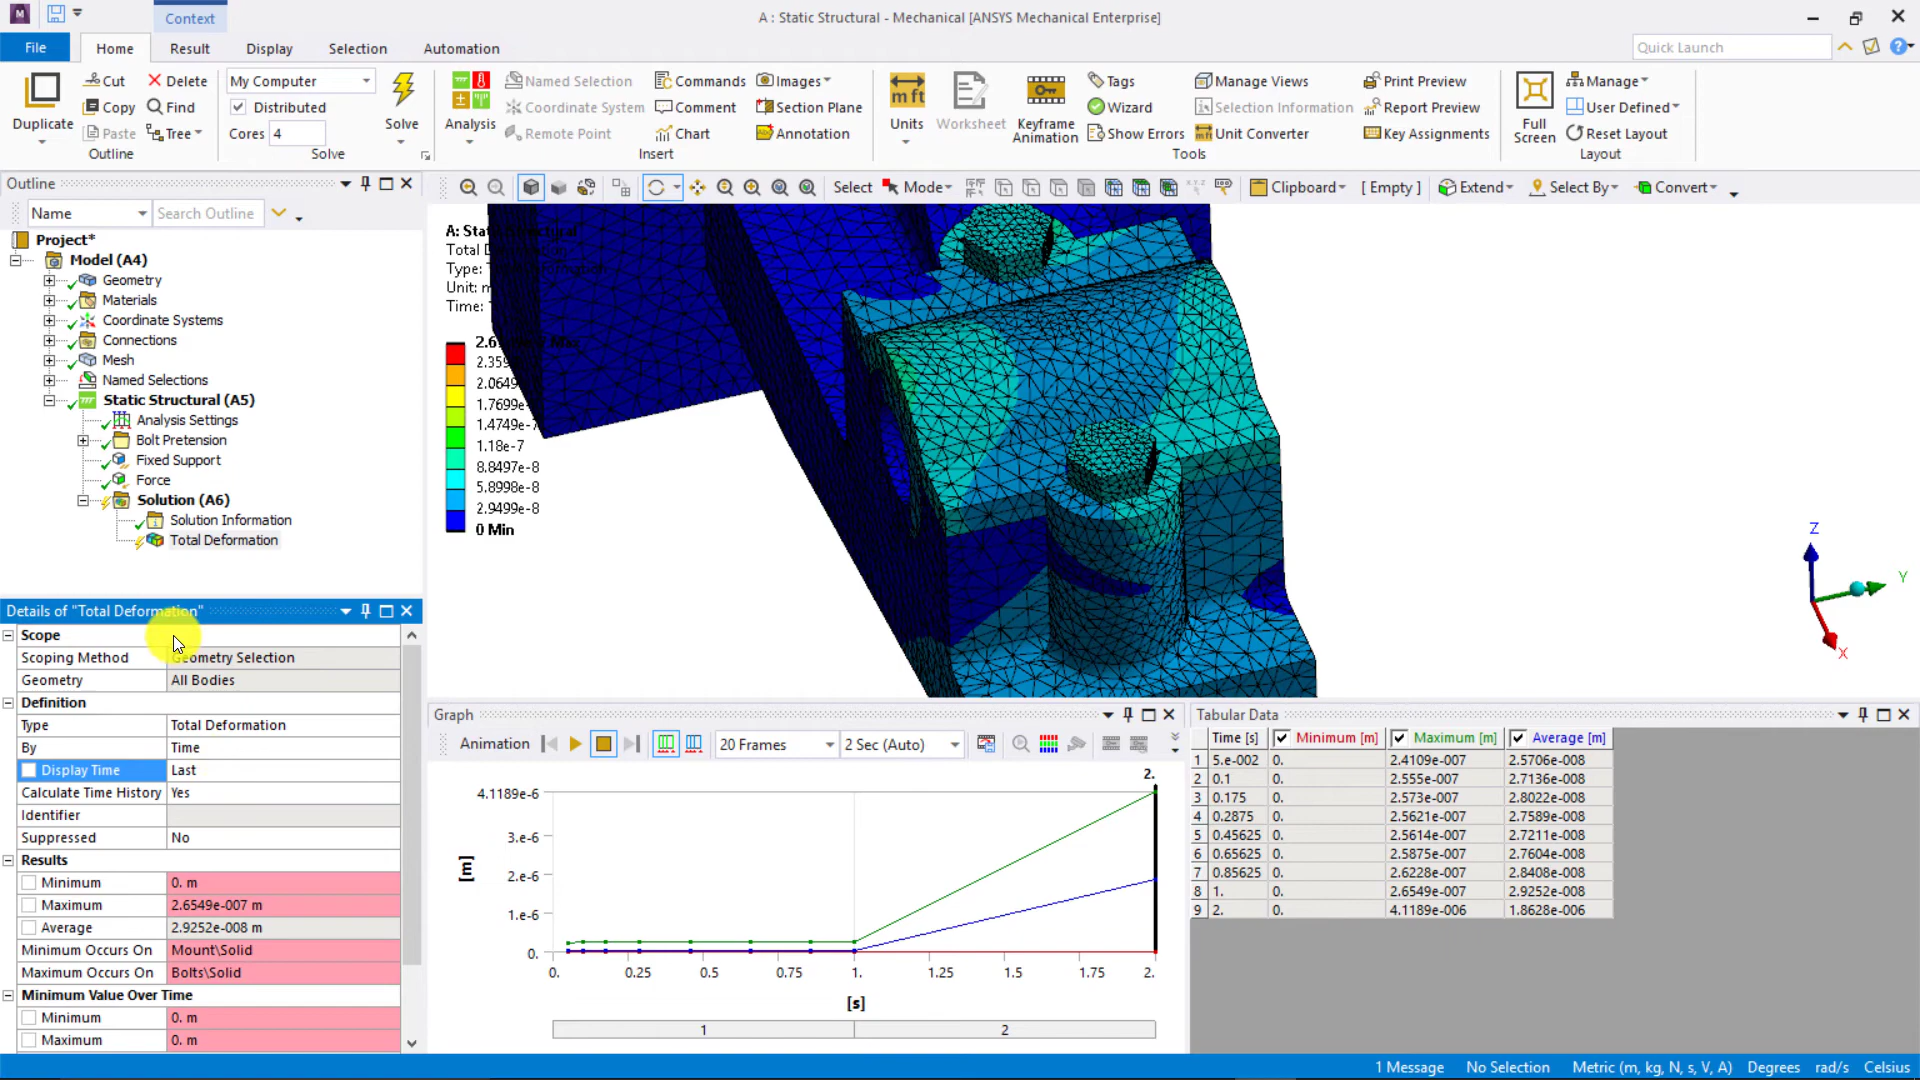 M
Context
A : Static Structural - Mechanical [ANSYS Mechanical Enterprise]
File
Home
Result
Display
Selection
Automation
Quick Launch
Duplicate
Cut
Copy
Paste
Delete
Find
Tree
Outline
My Computer
Distributed
Cores 4
Solve
Solve
Analysis
Named Selection
Coordinate System
Remote Point
Commands
Comment
Chart
Images
Section Plane
Annotation
Insert
mft
Units
Worksheet
Keyframe
Animation
Tags
Wizard
Show Errors
Manage Views
Selection Information
Unit Converter
Print Preview
Report Preview
Key Assignments
Tools
Full
Screen
Manage
User Defined
Reset Layout
Layout
Outline
Name
Search Outline
Select
Mode
Clipboard
[ Empty ]
Extend
Select By
Convert
Project*
Model (A4)
Geometry
Materials
Coordinate Systems
Connections
Mesh
Named Selections
Static Structural (A5)
Analysis Settings
Bolt Pretension
Fixed Support
Force
Solution (A6)
Solution Information
Total Deformation
A: Static Structural
Total
Type:
Unit: m
Time:
Max
2.0649
1.7699e-7
1.4749e-7
1.18e-7
8.8497e-8
5.8998e-8
2.9499e-8
0 Min
Z
Y
X
Details of "Total Deformation"
Scope
Scoping Method Geometry Selection
Geometry All Bodies
Definition
Type Total Deformation
By Time
Display Time Last
Calculate Time History Yes
Identifier
Suppressed No
Results
Minimum 0. m
Maximum 2.6549e-007 m
Average 2.9252e-008 m
Minimum Occurs On Mount\Solid
Maximum Occurs On Bolts\Solid
Minimum Value Over Time
Minimum 0. m
Maximum 0. m
Graph
Animation
20 Frames
2 Sec (Auto)
2.
4.1189e-6
3.e-6
2.e-6
1.e-6
0.
[m]
0. 0.25 0.5 0.75 1. 1.25 1.5 1.75 2.
[s]
1 2
Tabular Data
Time [s] Minimum [m] Maximum [m] Average [m]
1 5.e-002 0. 2.4109e-007 2.5706e-008
2 0.1 0. 2.555e-007 2.7136e-008
3 0.175 0. 2.573e-007 2.8022e-008
4 0.2875 0. 2.5621e-007 2.7589e-008
5 0.45625 0. 2.5614e-007 2.7211e-008
6 0.65625 0. 2.5875e-007 2.7604e-008
7 0.85625 0. 2.6228e-007 2.8408e-008
8 1. 0. 2.6549e-007 2.9252e-008
9 2. 0. 4.1189e-006 1.8628e-006
1 Message
No Selection
Metric (m, kg, N, s, V, A)
Degrees
rad/s
Celsius